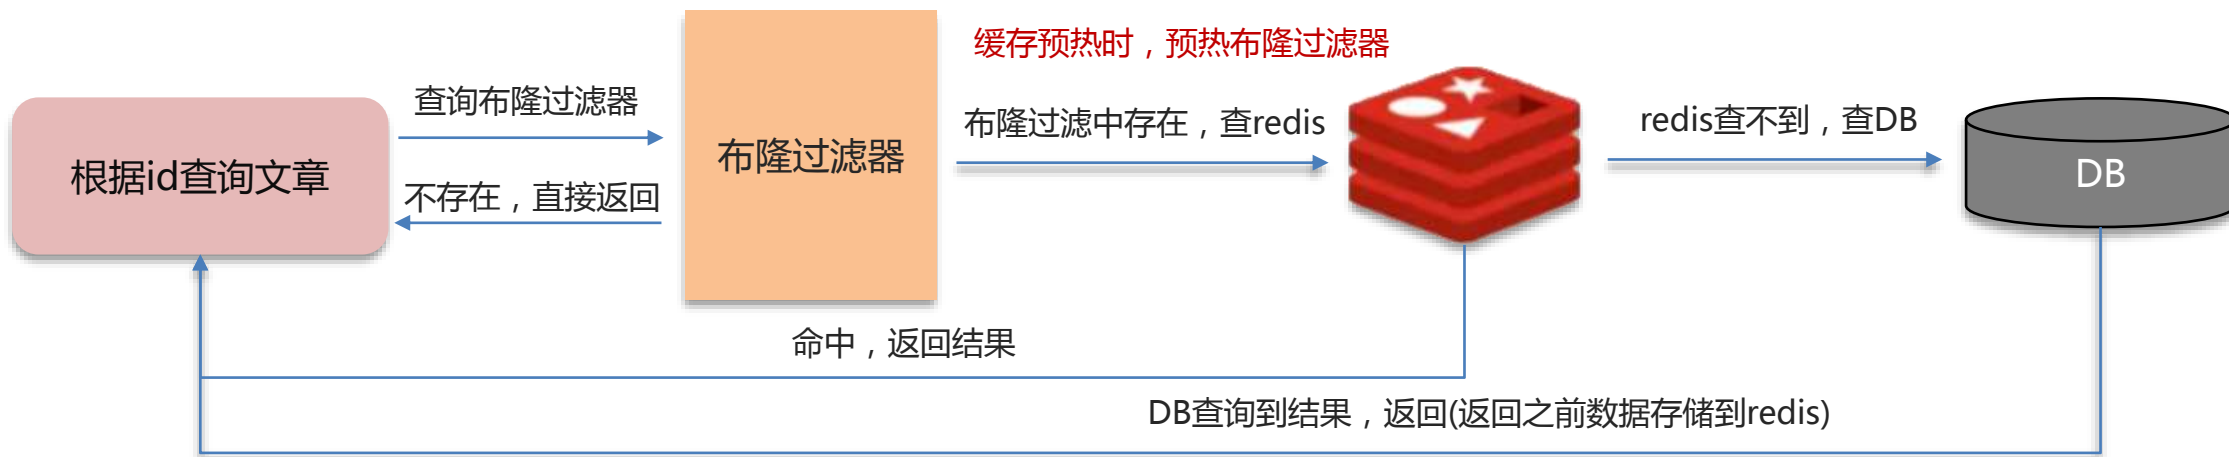 缓存预热时，预热布隆过滤器
查询布隆过滤器
布隆过滤中存在，查redis
redis查不到，查DB
根据id查询文章
布隆过滤器
DB
不存在，直接返回
命中，返回结果
DB查询到结果，返回(返回之前数据存储到redis)